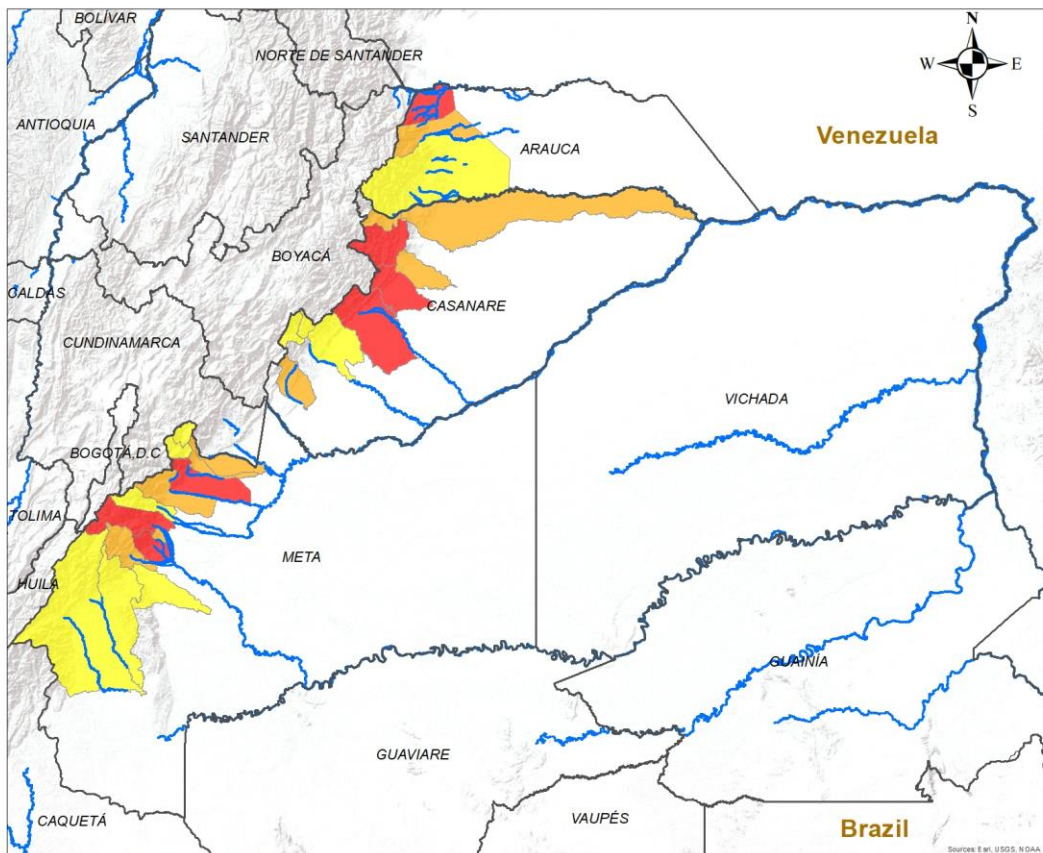 BOLÍVAR
N
NORTE DE SANTANDER
W
E
S
ANTIOQUIA
SANTANDER
Venezuela
ARAUCA
BOYACÁ
CALDAS
CASANARE
CUNDINAMARCA
VICHADA
BOGOTÁ,D.C
TOLIMA
META
HUILA
GUAINÍA
GUAVIARE
CAQUETÁ
VAUPÉS
Brazil
Sources: Esri, USGS, NOAA